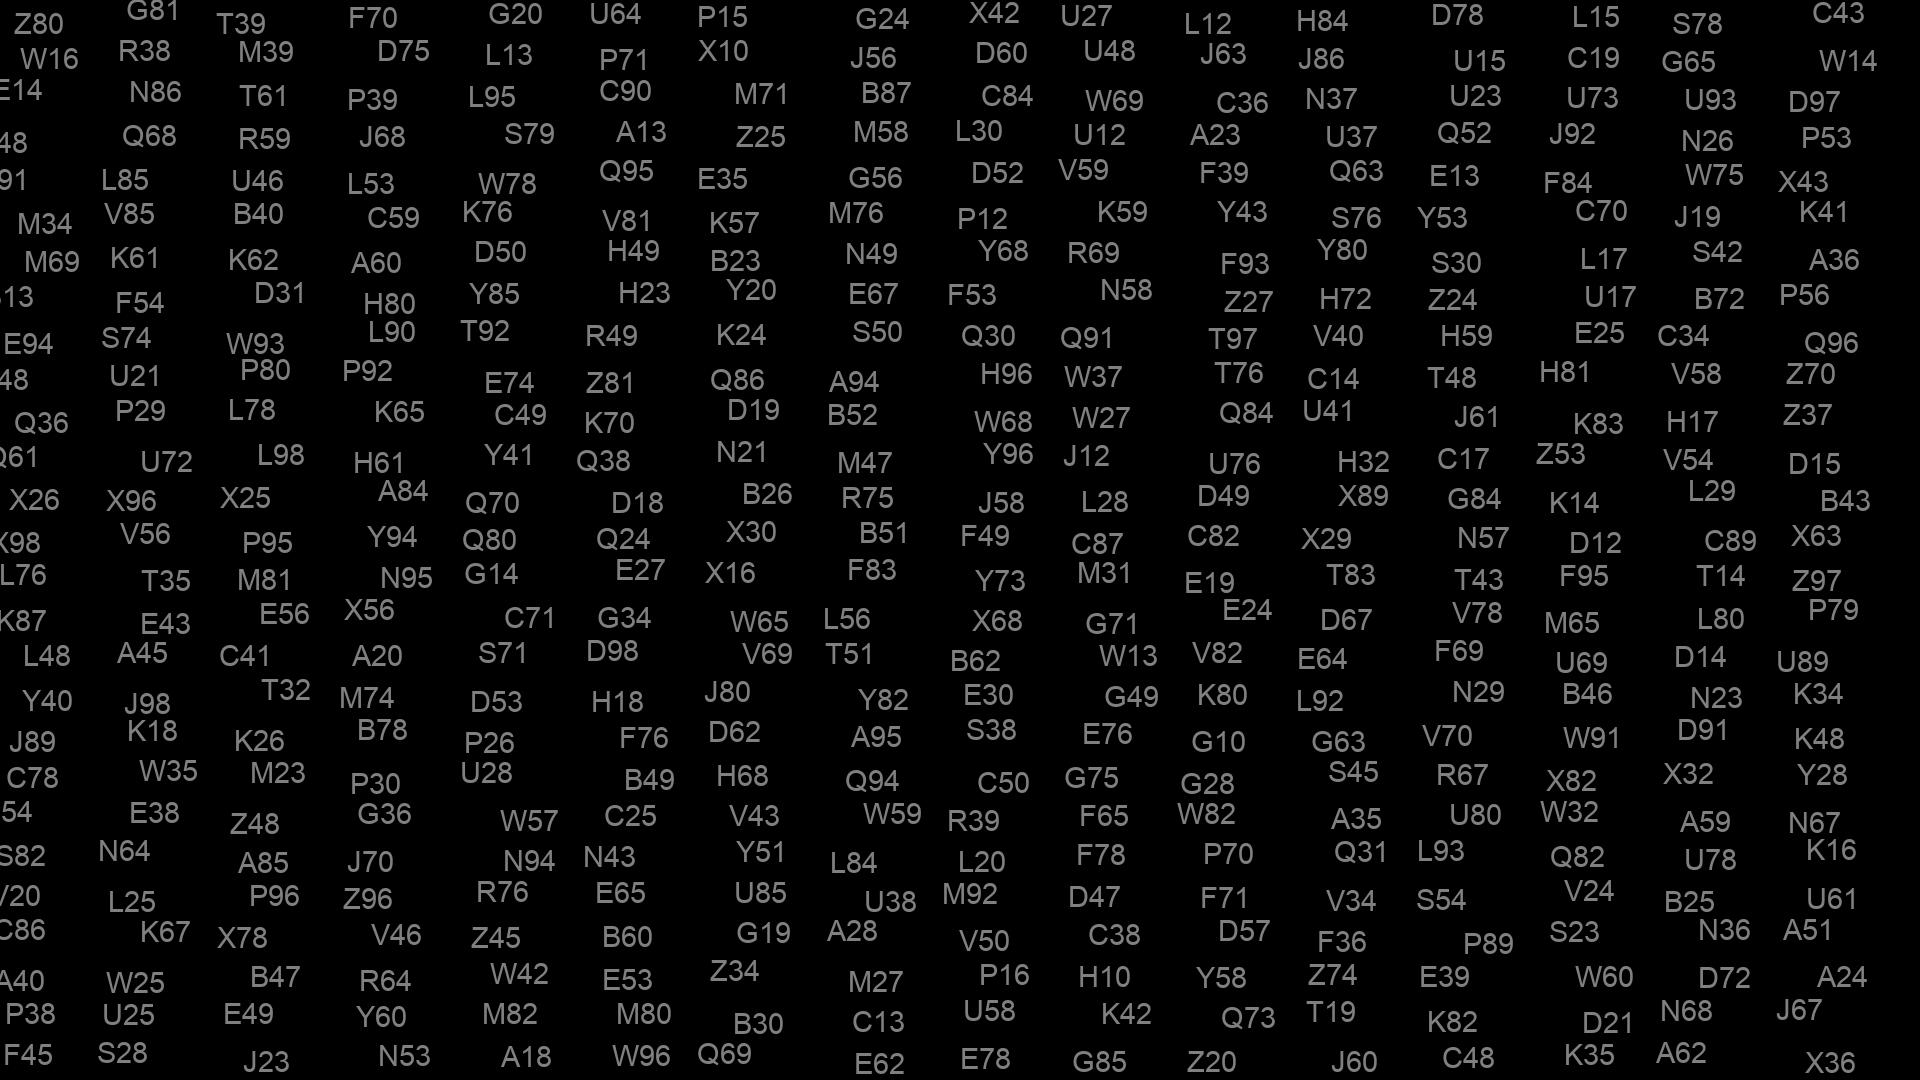 Z80 G81 T39 F70 G20 U64 P15 G24 X42 U27 L12 H84 D78 L15 S78 C43
W16 R38 M39 D75 L13 P71 X10 J56 D60 U48 J63 J86 U15 C19 G65 W14
E14 N86 T61 P39 L95 C90 M71 B87 C84 W69 C36 N37 U23 U73 U93 D97
48 Q68 R59 J68 S79 A13 Z25 M58 L30 U12 A23 U37 Q52 J92 N26 P53
91 L85 U46 L53 W78 Q95 E35 G56 D52 V59 F39 Q63 E13 F84 W75 X43
M34 V85 B40 C59 K76 V81 K57 M76 P12 K59 Y43 S76 Y53 C70 J19 K41
M69 K61 K62 A60 D50 H49 B23 N49 Y68 R69 F93 Y80 S30 L17 S42 A36
13 F54 D31 H80 Y85 H23 Y20 E67 F53 N58 Z27 H72 Z24 U17 B72 P56
E94 S74 W93 L90 T92 R49 K24 S50 Q30 Q91 T97 V40 H59 E25 C34 Q96
48 U21 P80 P92 E74 Z81 Q86 A94 H96 W37 T76 C14 T48 H81 V58 Z70
Q36 P29 L78 K65 C49 K70 D19 B52 W68 W27 Q84 U41 J61 K83 H17 Z37
Q61 U72 L98 H61 Y41 Q38 N21 M47 Y96 J12 U76 H32 C17 Z53 V54 D15
X26 X96 X25 A84 Q70 D18 B26 R75 J58 L28 D49 X89 G84 K14 L29 B43
X98 V56 P95 Y94 Q80 Q24 X30 B51 F49 C87 C82 X29 N57 D12 C89 X63
L76 T35 M81 N95 G14 E27 X16 F83 Y73 M31 E19 T83 T43 F95 T14 Z97
K87 E43 E56 X56 C71 G34 W65 L56 X68 G71 E24 D67 V78 M65 L80 P79
L48 A45 C41 A20 S71 D98 V69 T51 B62 W13 V82 E64 F69 U69 D14 U89
Y40 J98 T32 M74 D53 H18 J80 Y82 E30 G49 K80 L92 N29 B46 N23 K34
J89 K18 K26 B78 P26 F76 D62 A95 S38 E76 G10 G63 V70 W91 D91 K48
C78 W35 M23 P30 U28 B49 H68 Q94 C50 G75 G28 S45 R67 X82 X32 Y28
54 E38 Z48 G36 W57 C25 V43 W59 R39 F65 W82 A35 U80 W32 A59 N67
S82 N64 A85 J70 N94 N43 Y51 L84 L20 F78 P70 Q31 L93 Q82 U78 K16
V20 L25 P96 Z96 R76 E65 U85 U38 M92 D47 F71 V34 S54 V24 B25 U61
C86 K67 X78 V46 Z45 B60 G19 A28 V50 C38 D57 F36 P89 S23 N36 A51
A40 W25 B47 R64 W42 E53 Z34 M27 P16 H10 Y58 Z74 E39 W60 D72 A24
P38 U25 E49 Y60 M82 M80 B30 C13 U58 K42 Q73 T19 K82 D21 N68 J67
F45 S28 J23 N53 A18 W96 Q69 E62 E78 G85 Z20 J60 C48 K35 A62 X36